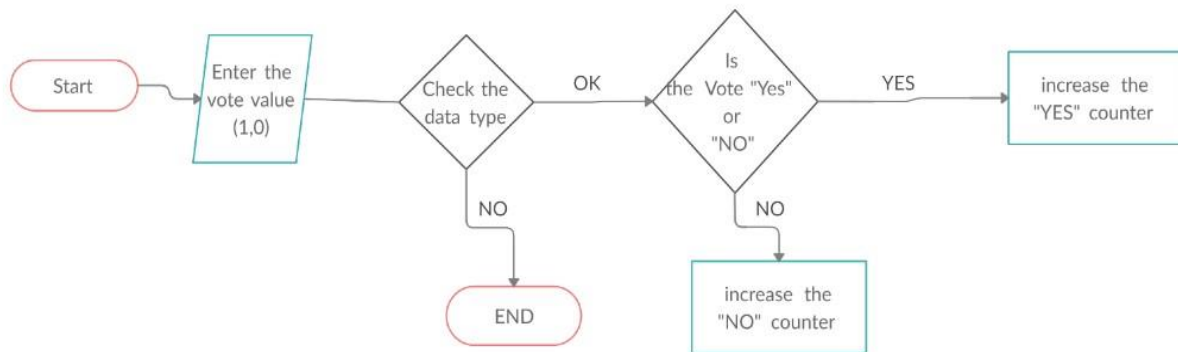 Start
Enter the
vote value
(1,0)
Check the
data type
OK
Is
the Vote "Yes"
or
"NO"
YES
increase the
"YES" counter
NO
END
NO
increase the
"NO" counter